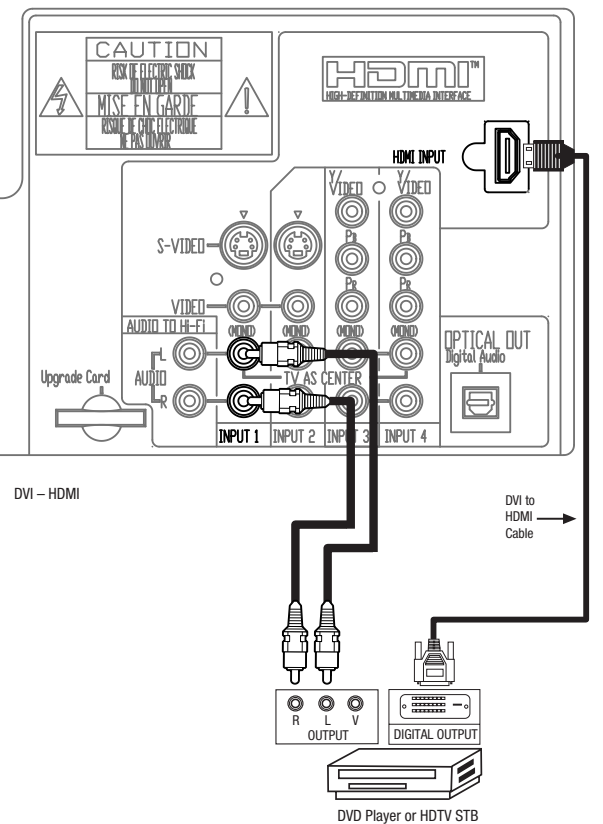 CAUTION
RISK OF ELECTRIC SHOCK
DO NOT OPEN
MISE EN GARDE
RISQUE DE CHOC ELECTRIQUE
NE PAS OUVRIR
HDMI™
HIGH-DEFINITION MULTIMEDIA INTERFACE
HDMI INPUT
Y/
VIDEO
Y/
VIDEO
S-VIDEO
PB
PB
PR
PR
VIDEO
AUDIO TO Hi-Fi
(MONO)
(MONO)
(MONO)
(MONO)
OPTICAL OUT
Digital Audio
L
AUDIO
R
TV AS CENTER
Upgrade Card
INPUT 1
INPUT 2
INPUT 3
INPUT 4
DVI – HDMI
DVI to
HDMI
Cable
R
L
V
OUTPUT
DIGITAL OUTPUT
DVD Player or HDTV STB